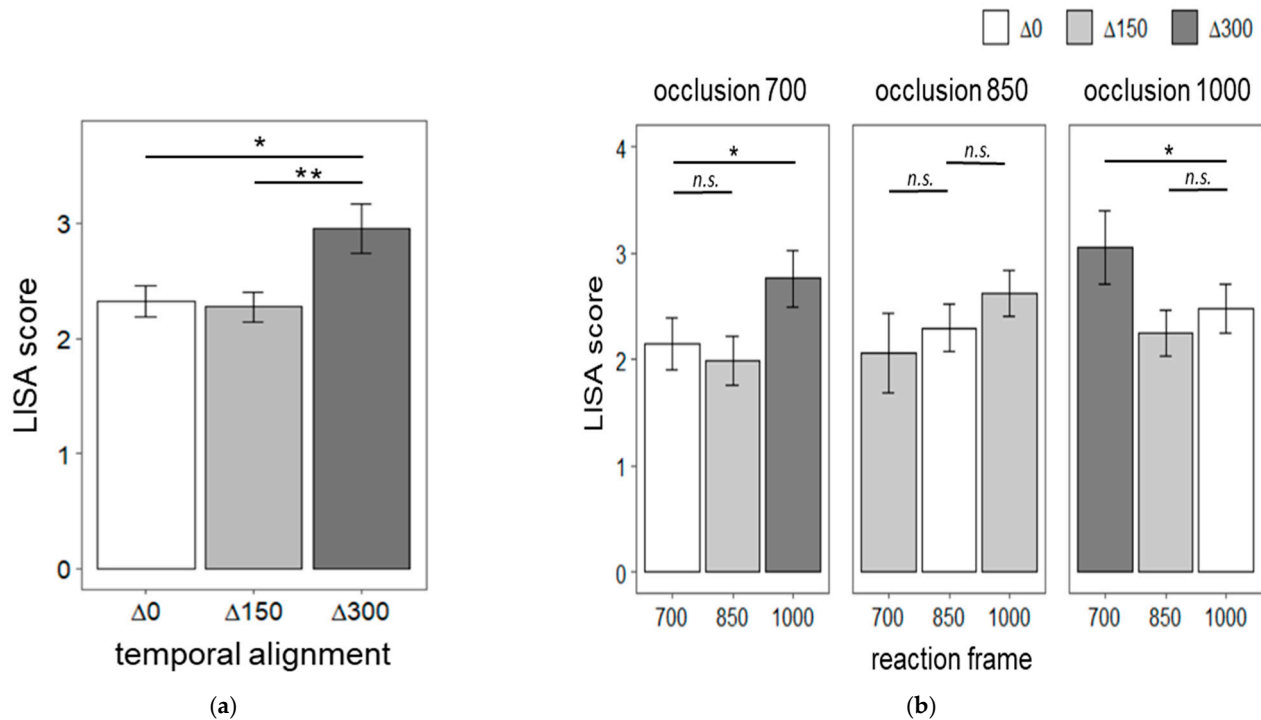 Δ0 Δ150 Δ300
occlusion 700 occlusion 850 occlusion 1000
*
**
3
2
1
0
LISA score
Δ0 Δ150 Δ300
temporal alignment
(a)
4
3
2
1
0
LISA score
*
n.s.
n.s.
n.s.
*
n.s.
700 850 1000 700 850 1000 700 850 1000
reaction frame
(b)